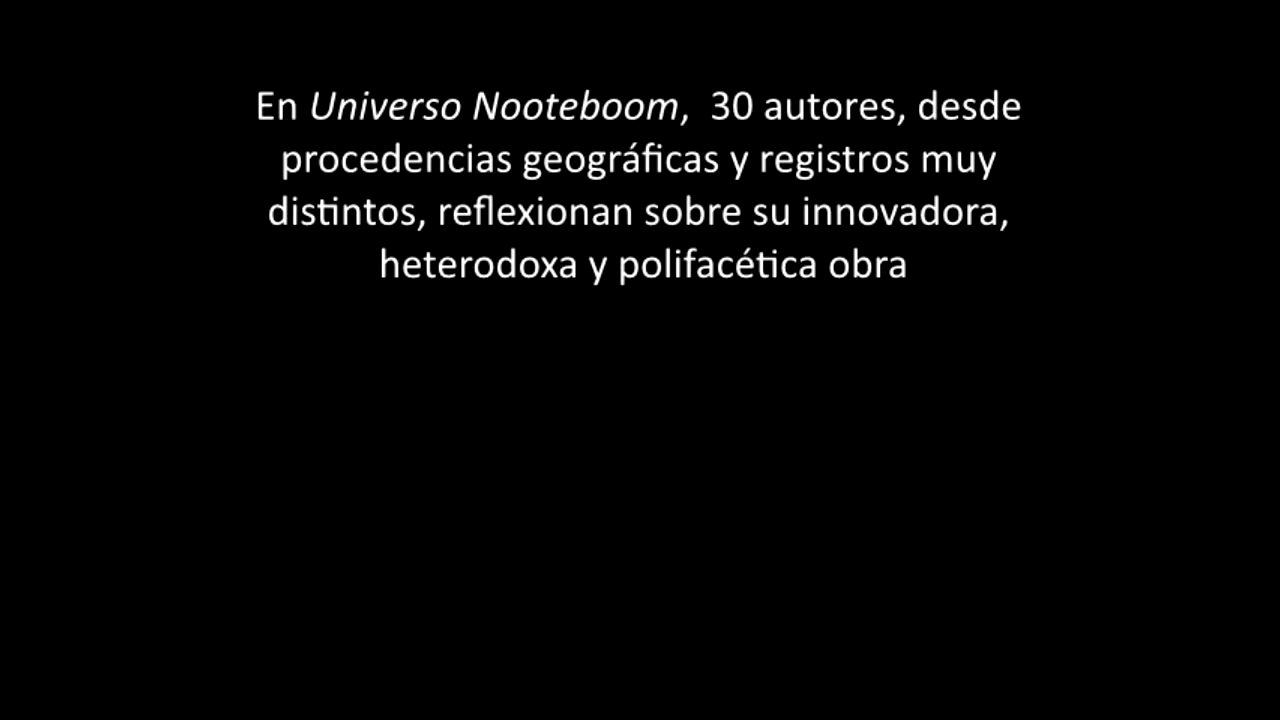 En Universo Nooteboom,  30 autores, desde
procedencias geográficas y registros muy
distintos, reflexionan sobre su innovadora,
heterodoxa y polifacética obra